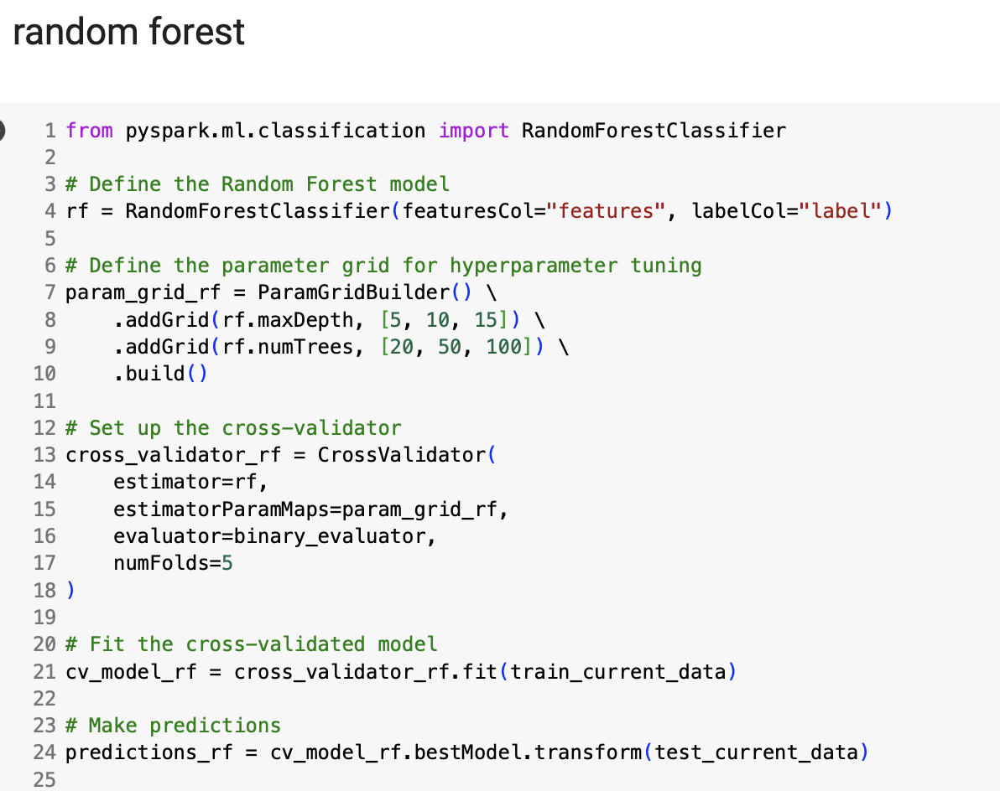 random forest
1 from pyspark.ml.classification import RandomForestClassifier
2
3 # Define the Random Forest model
4 rf = RandomForestClassifier(featuresCol="features", labelCol="label")
5
6 # Define the parameter grid for hyperparameter tuning
7 param_grid_rf = ParamGridBuilder() \
8     .addGrid(rf.maxDepth, [5, 10, 15]) \
9     .addGrid(rf.numTrees, [20, 50, 100]) \
10     .build()
11
12 # Set up the cross-validator
13 cross_validator_rf = CrossValidator(
14     estimator=rf,
15     estimatorParamMaps=param_grid_rf,
16     evaluator=binary_evaluator,
17     numFolds=5
18 )
19
20 # Fit the cross-validated model
21 cv_model_rf = cross_validator_rf.fit(train_current_data)
22
23 # Make predictions
24 predictions_rf = cv_model_rf.bestModel.transform(test_current_data)
25